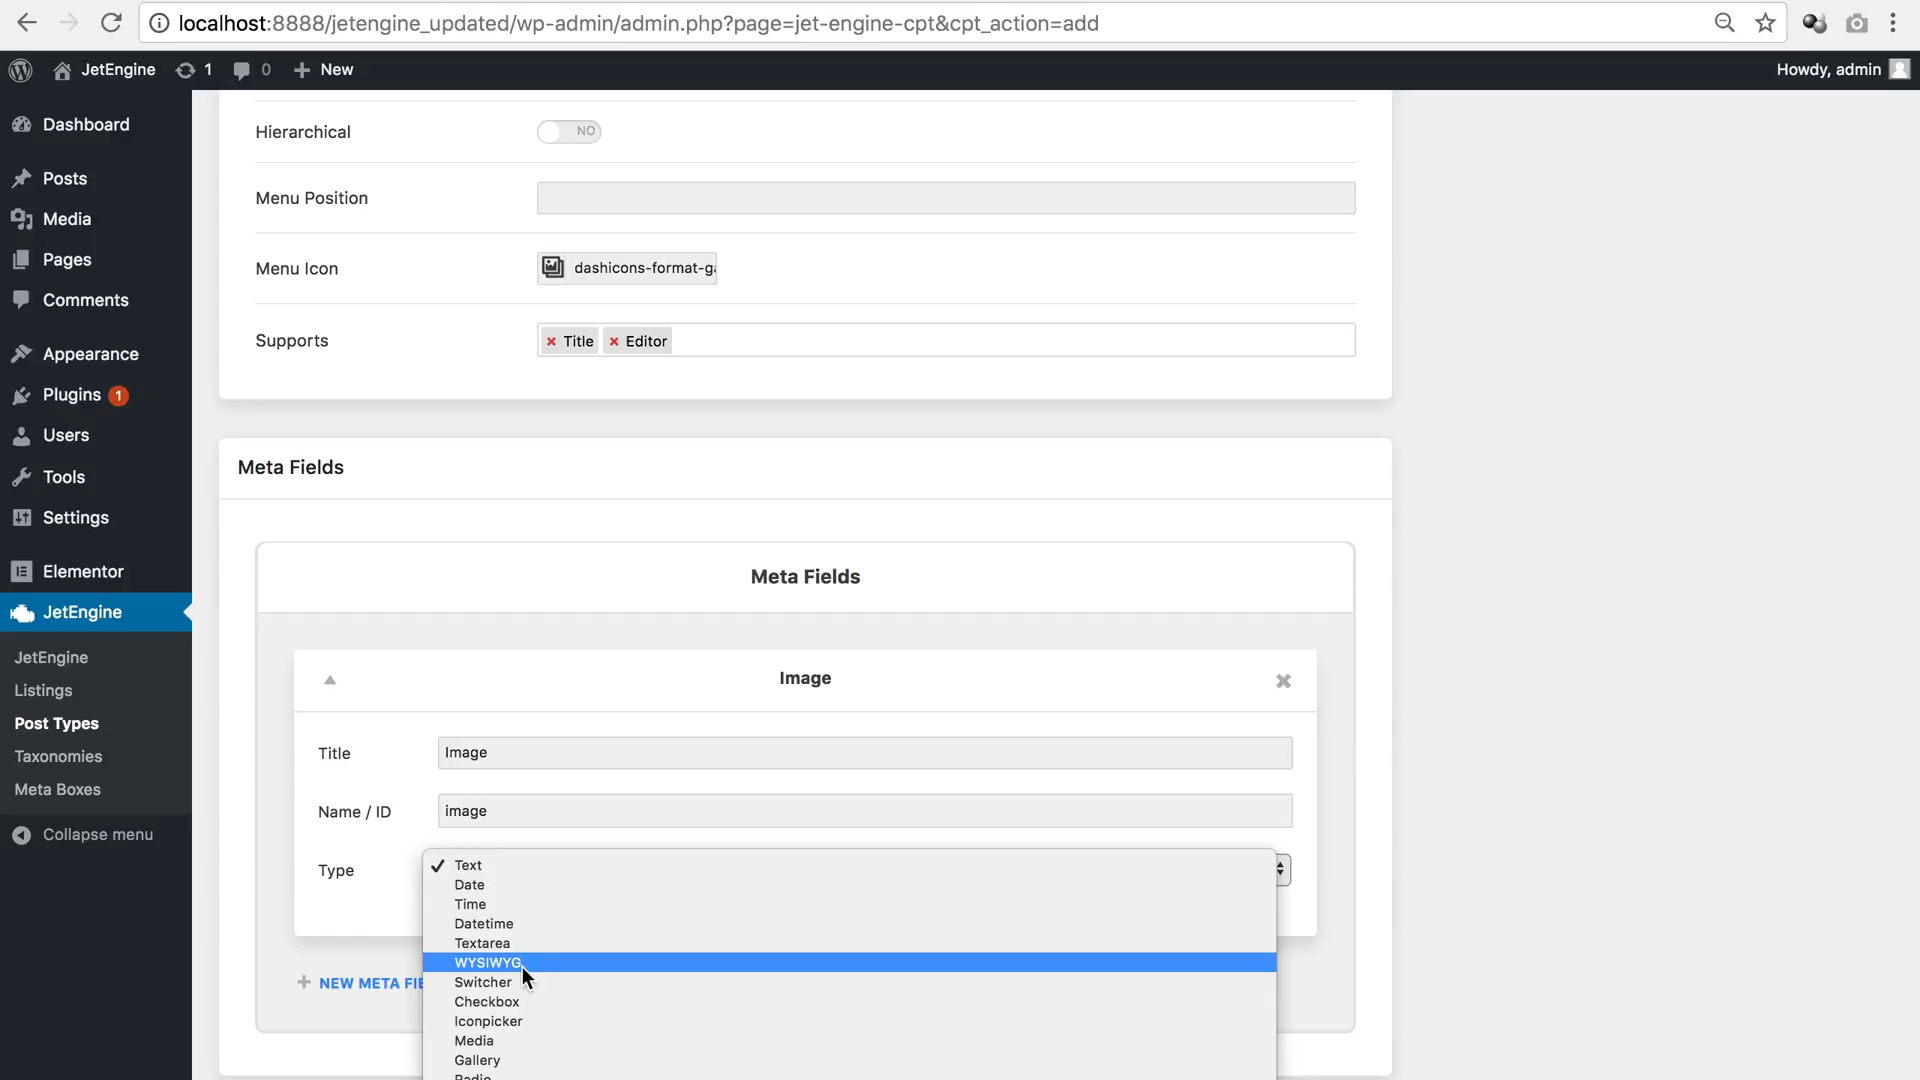 localhost:8888/jetengine_updated/wp-admin/admin.php?page=jet-engine-cpt&cpt_action=add
JetEngine 1 0 New Howdy, admin
Dashboard
Posts
Media
Pages
Comments
Appearance
Plugins 1
Users
Tools
Settings
Elementor
JetEngine
JetEngine
Listings
Post Types
Taxonomies
Meta Boxes
Collapse menu
Hierarchical NO
Menu Position
Menu Icon dashicons-format-ga
Supports × Title × Editor
Meta Fields
Meta Fields
Image
Title Image
Name / ID image
Type
Text
Date
Time
Datetime
Textarea
WYSIWYG
Switcher
Checkbox
Iconpicker
Media
Gallery
Radio
NEW META FIE